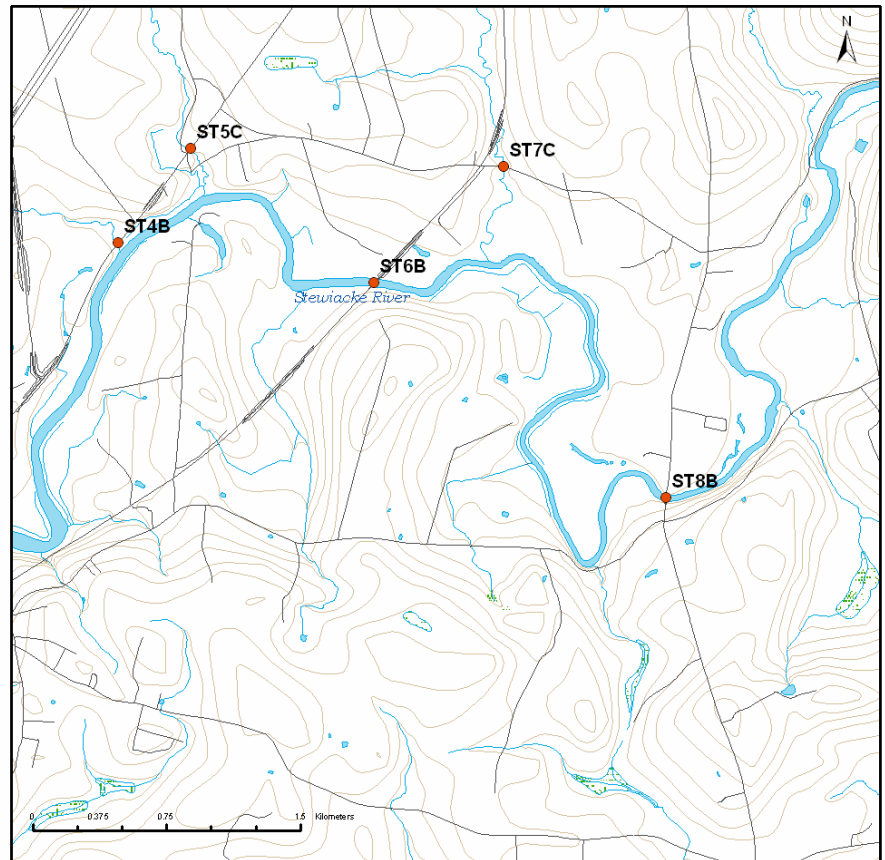 N
ST5C
ST7C
ST4B
ST6B
Stewiacke River
ST8B
0 0.375 0.75 1.5 Kilometers